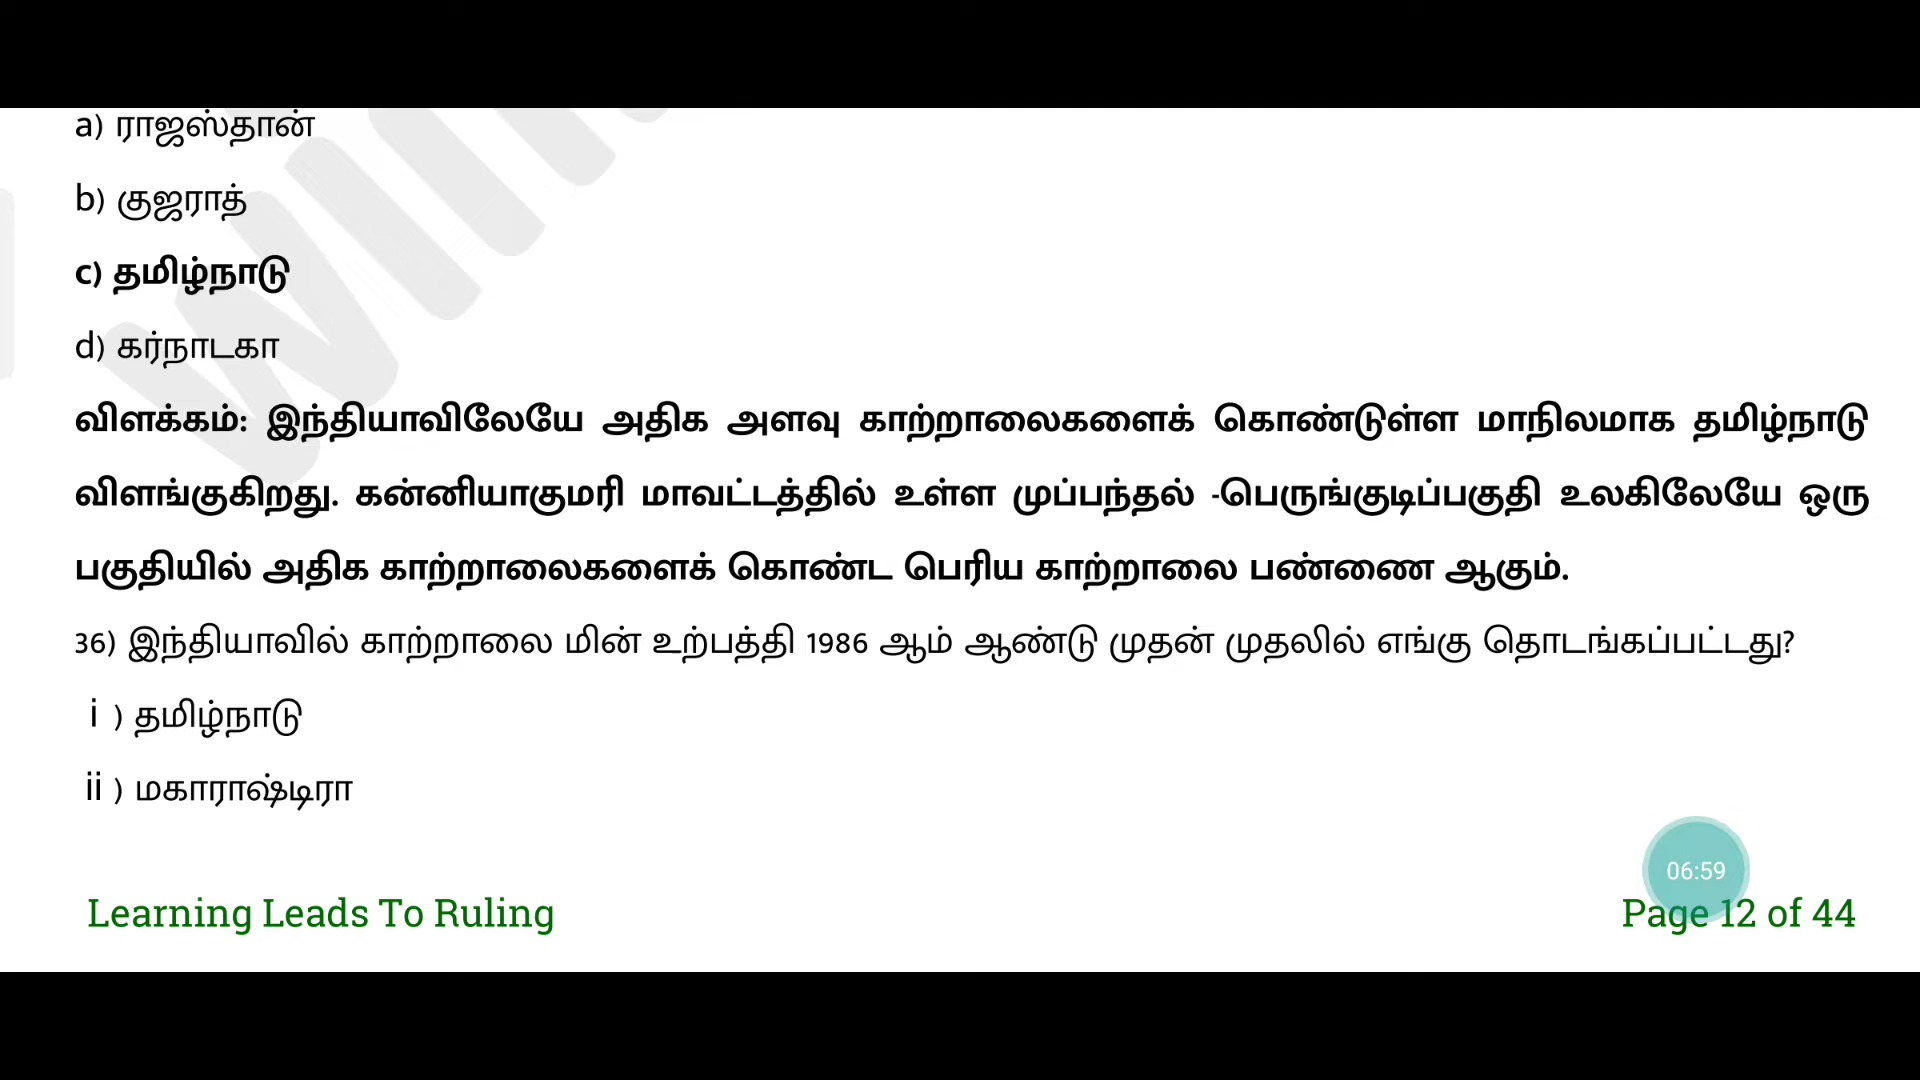 a) ராஜஸ்தான்
b) குஜராத்
c) தமிழ்நாடு
d) கர்நாடகா
விளக்கம்: இந்தியாவிலேயே அதிக அளவு காற்றாலைகளைக் கொண்டுள்ள மாநிலமாக தமிழ்நாடு
விளங்குகிறது. கன்னியாகுமரி மாவட்டத்தில் உள்ள முப்பந்தல் -பெருங்குடிப்பகுதி உலகிலேயே ஒரு
பகுதியில் அதிக காற்றாலைகளைக் கொண்ட பெரிய காற்றாலை பண்ணை ஆகும்.
36) இந்தியாவில் காற்றாலை மின் உற்பத்தி 1986 ஆம் ஆண்டு முதன் முதலில் எங்கு தொடங்கப்பட்டது?
i ) தமிழ்நாடு
ii ) மகாராஷ்டிரா
06:59
Learning Leads To Ruling
Page 12 of 44